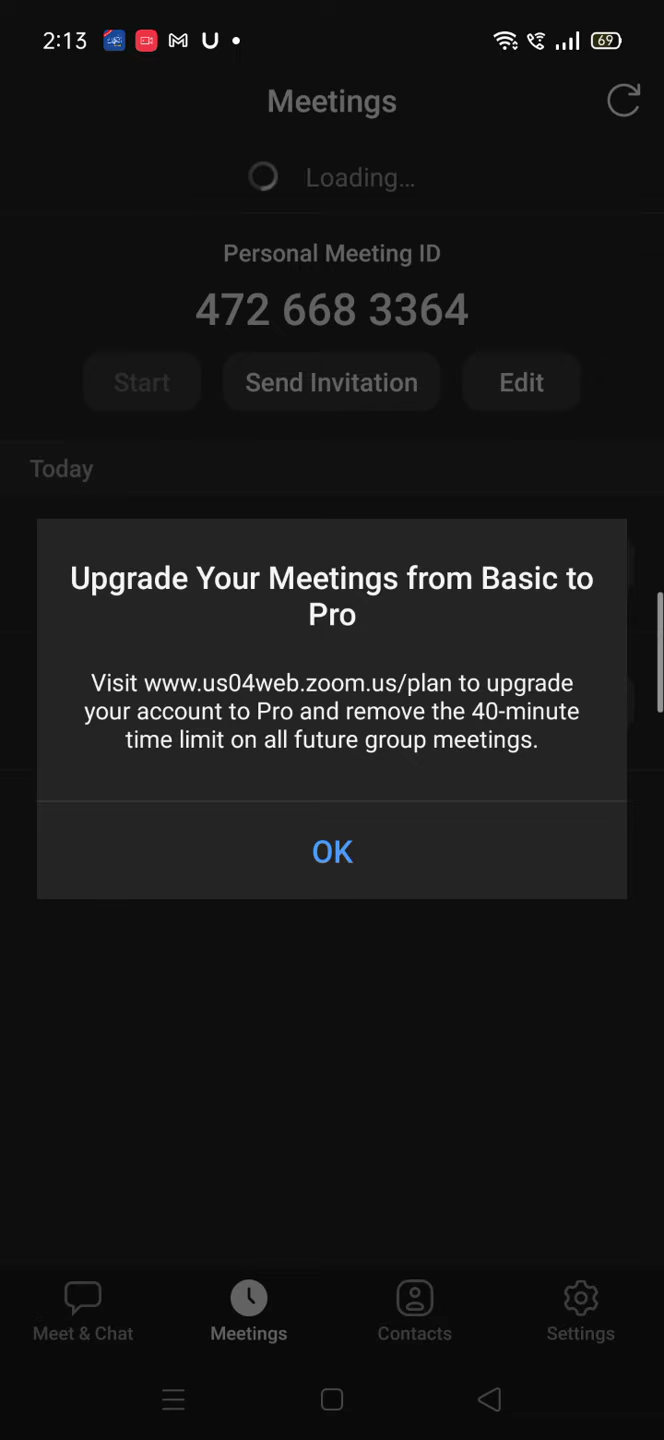 2:13
69
Meetings
Loading...
Personal Meeting ID
472 668 3364
Start
Send Invitation
Edit
Today
Upgrade Your Meetings from Basic to
Pro
Visit www.us04web.zoom.us/plan to upgrade
your account to Pro and remove the 40-minute
time limit on all future group meetings.
OK
Meet & Chat
Meetings
Contacts
Settings